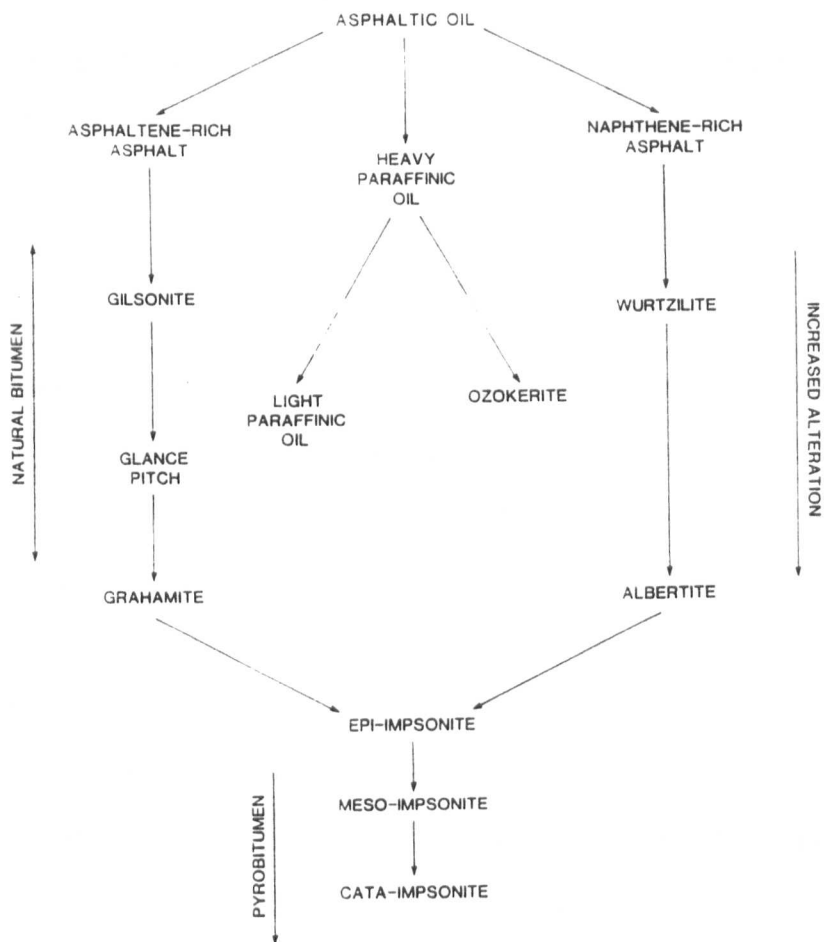 ASPHALTIC OIL
ASPHALTENE-RICH
ASPHALT
HEAVY
PARAFFINIC
OIL
NAPHTHENE-RICH
ASPHALT
NATURAL BITUMEN
GILSONITE
WURTZILITE
INCREASED ALTERATION
LIGHT
PARAFFINIC
OIL
OZOKERITE
GLANCE
PITCH
GRAHAMITE
ALBERTITE
EPI-IMPSONITE
PYROBITUMEN
MESO-IMPSONITE
CATA-IMPSONITE